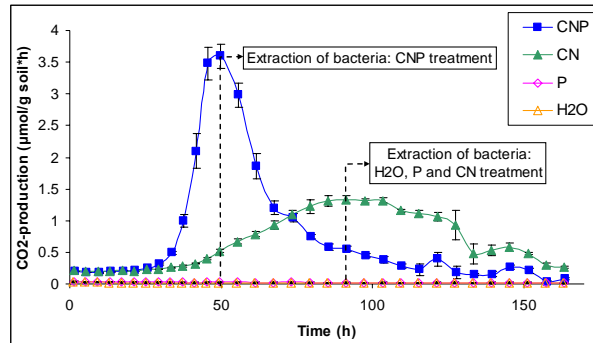 4
3.5
3
2.5
2
1.5
1
0.5
0
CO2-production (µmol/g soil*h)
Extraction of bacteria: CNP treatment
Extraction of bacteria:
H2O, P and CN treatment
CNP
CN
P
H2O
0 50 100 150
Time (h)